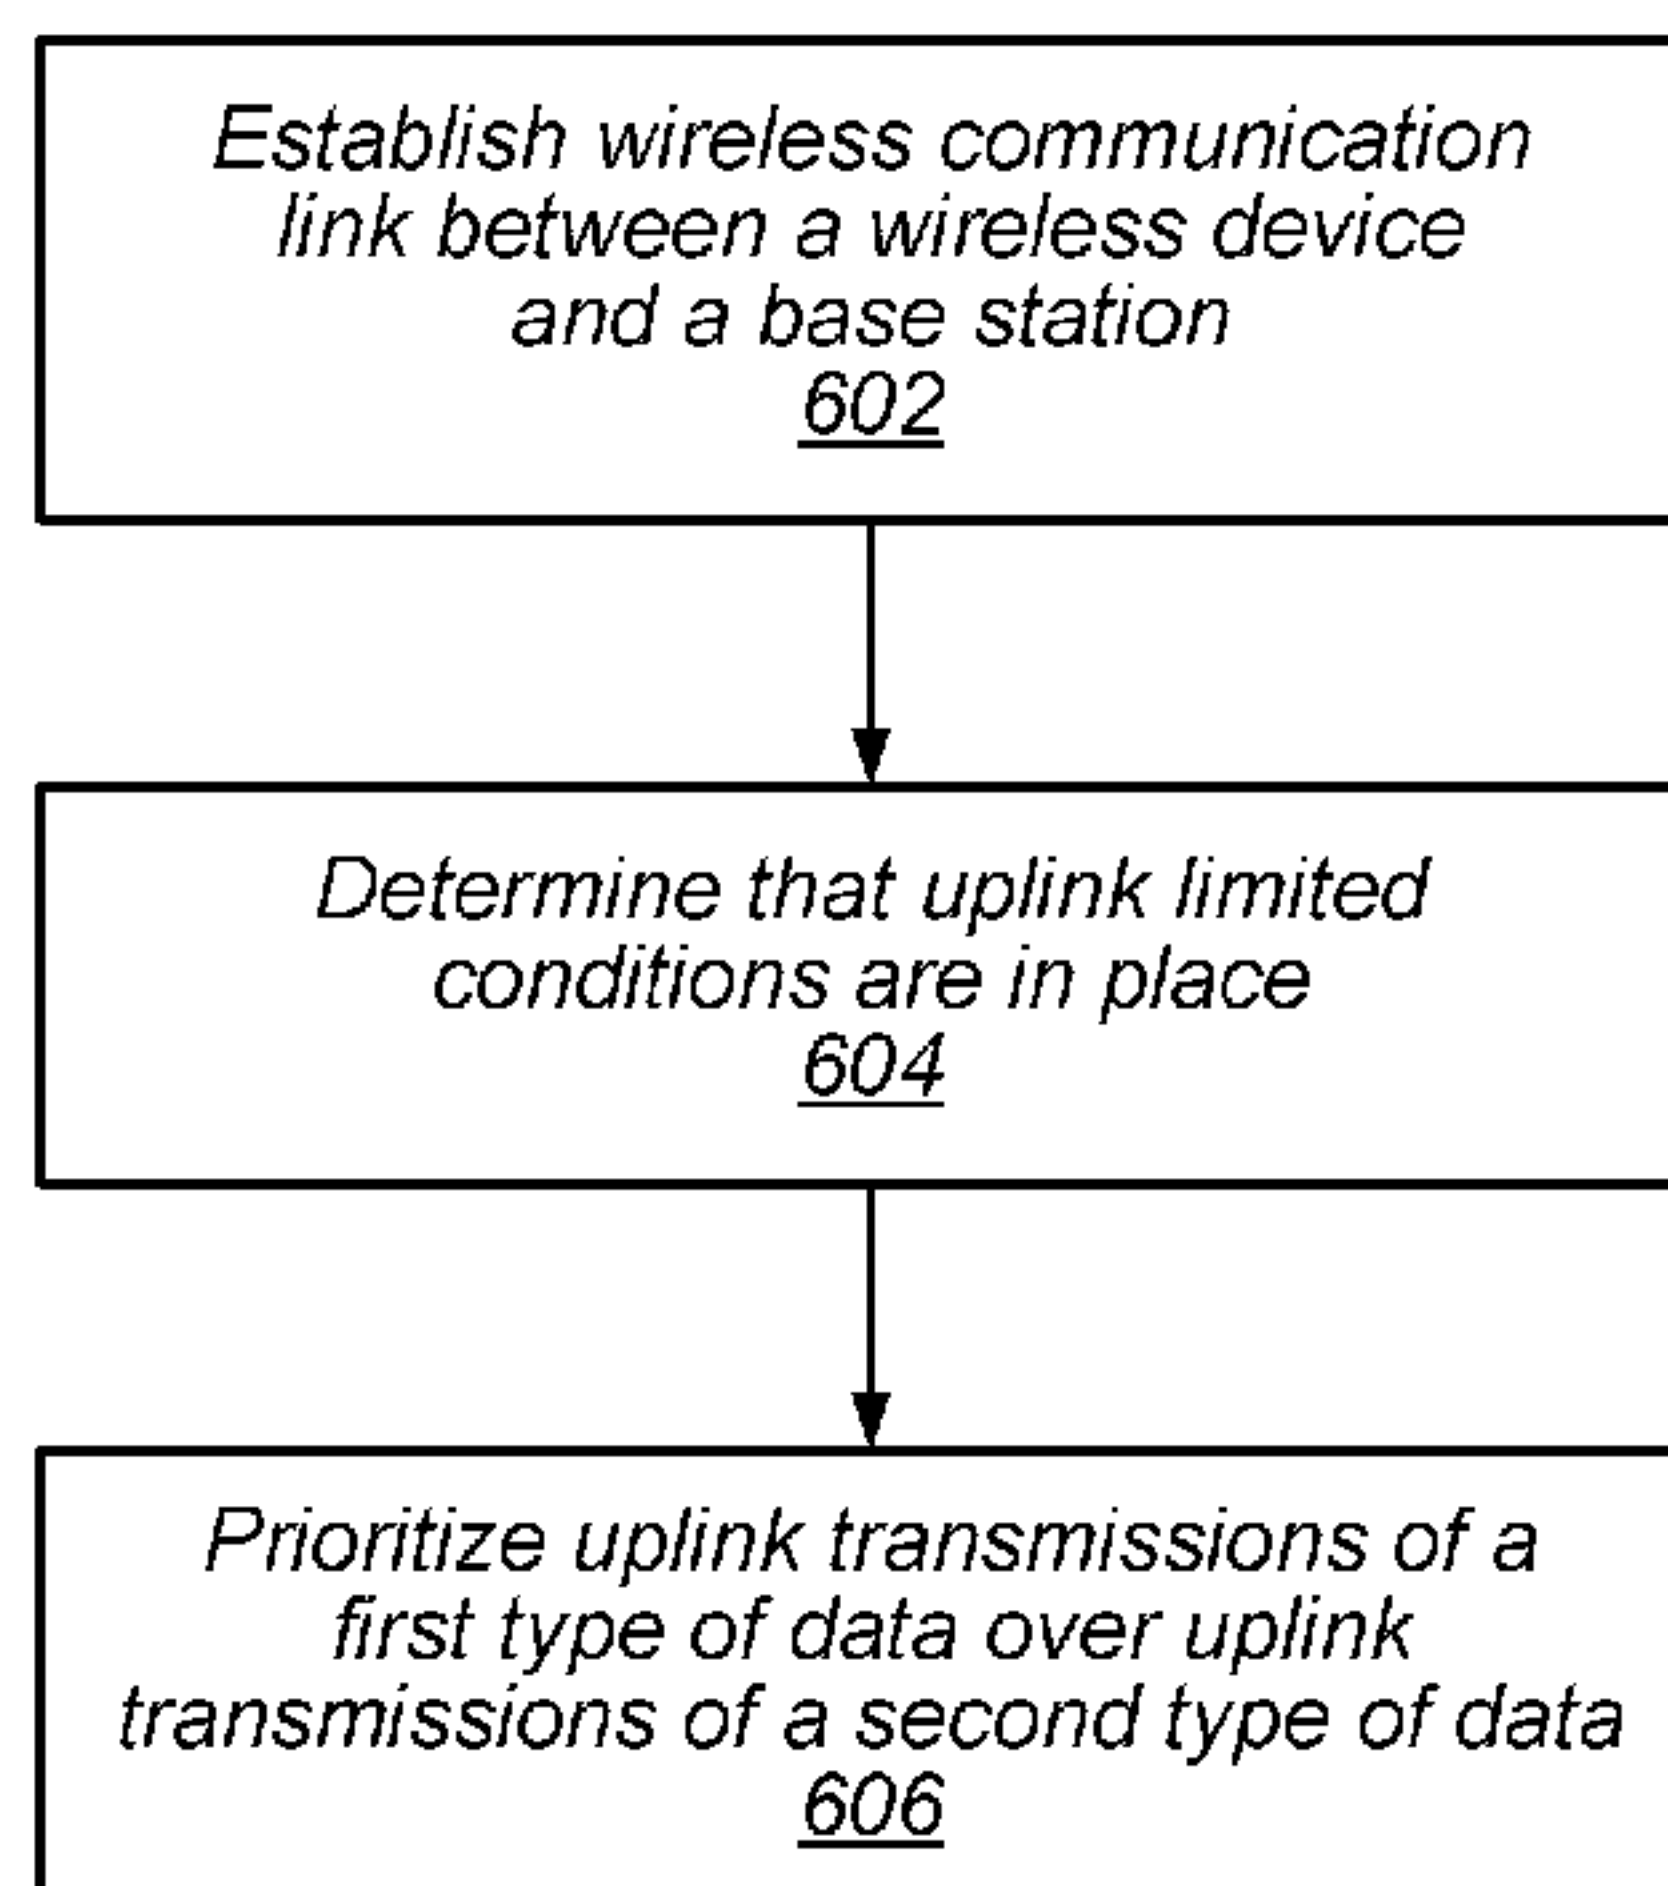 Establish wireless communication
link between a wireless device
and a base station
602
Determine that uplink limited
conditions are in place
604
Prioritize uplink transmissions of a
first type of data over uplink
transmissions of a second type of data
606